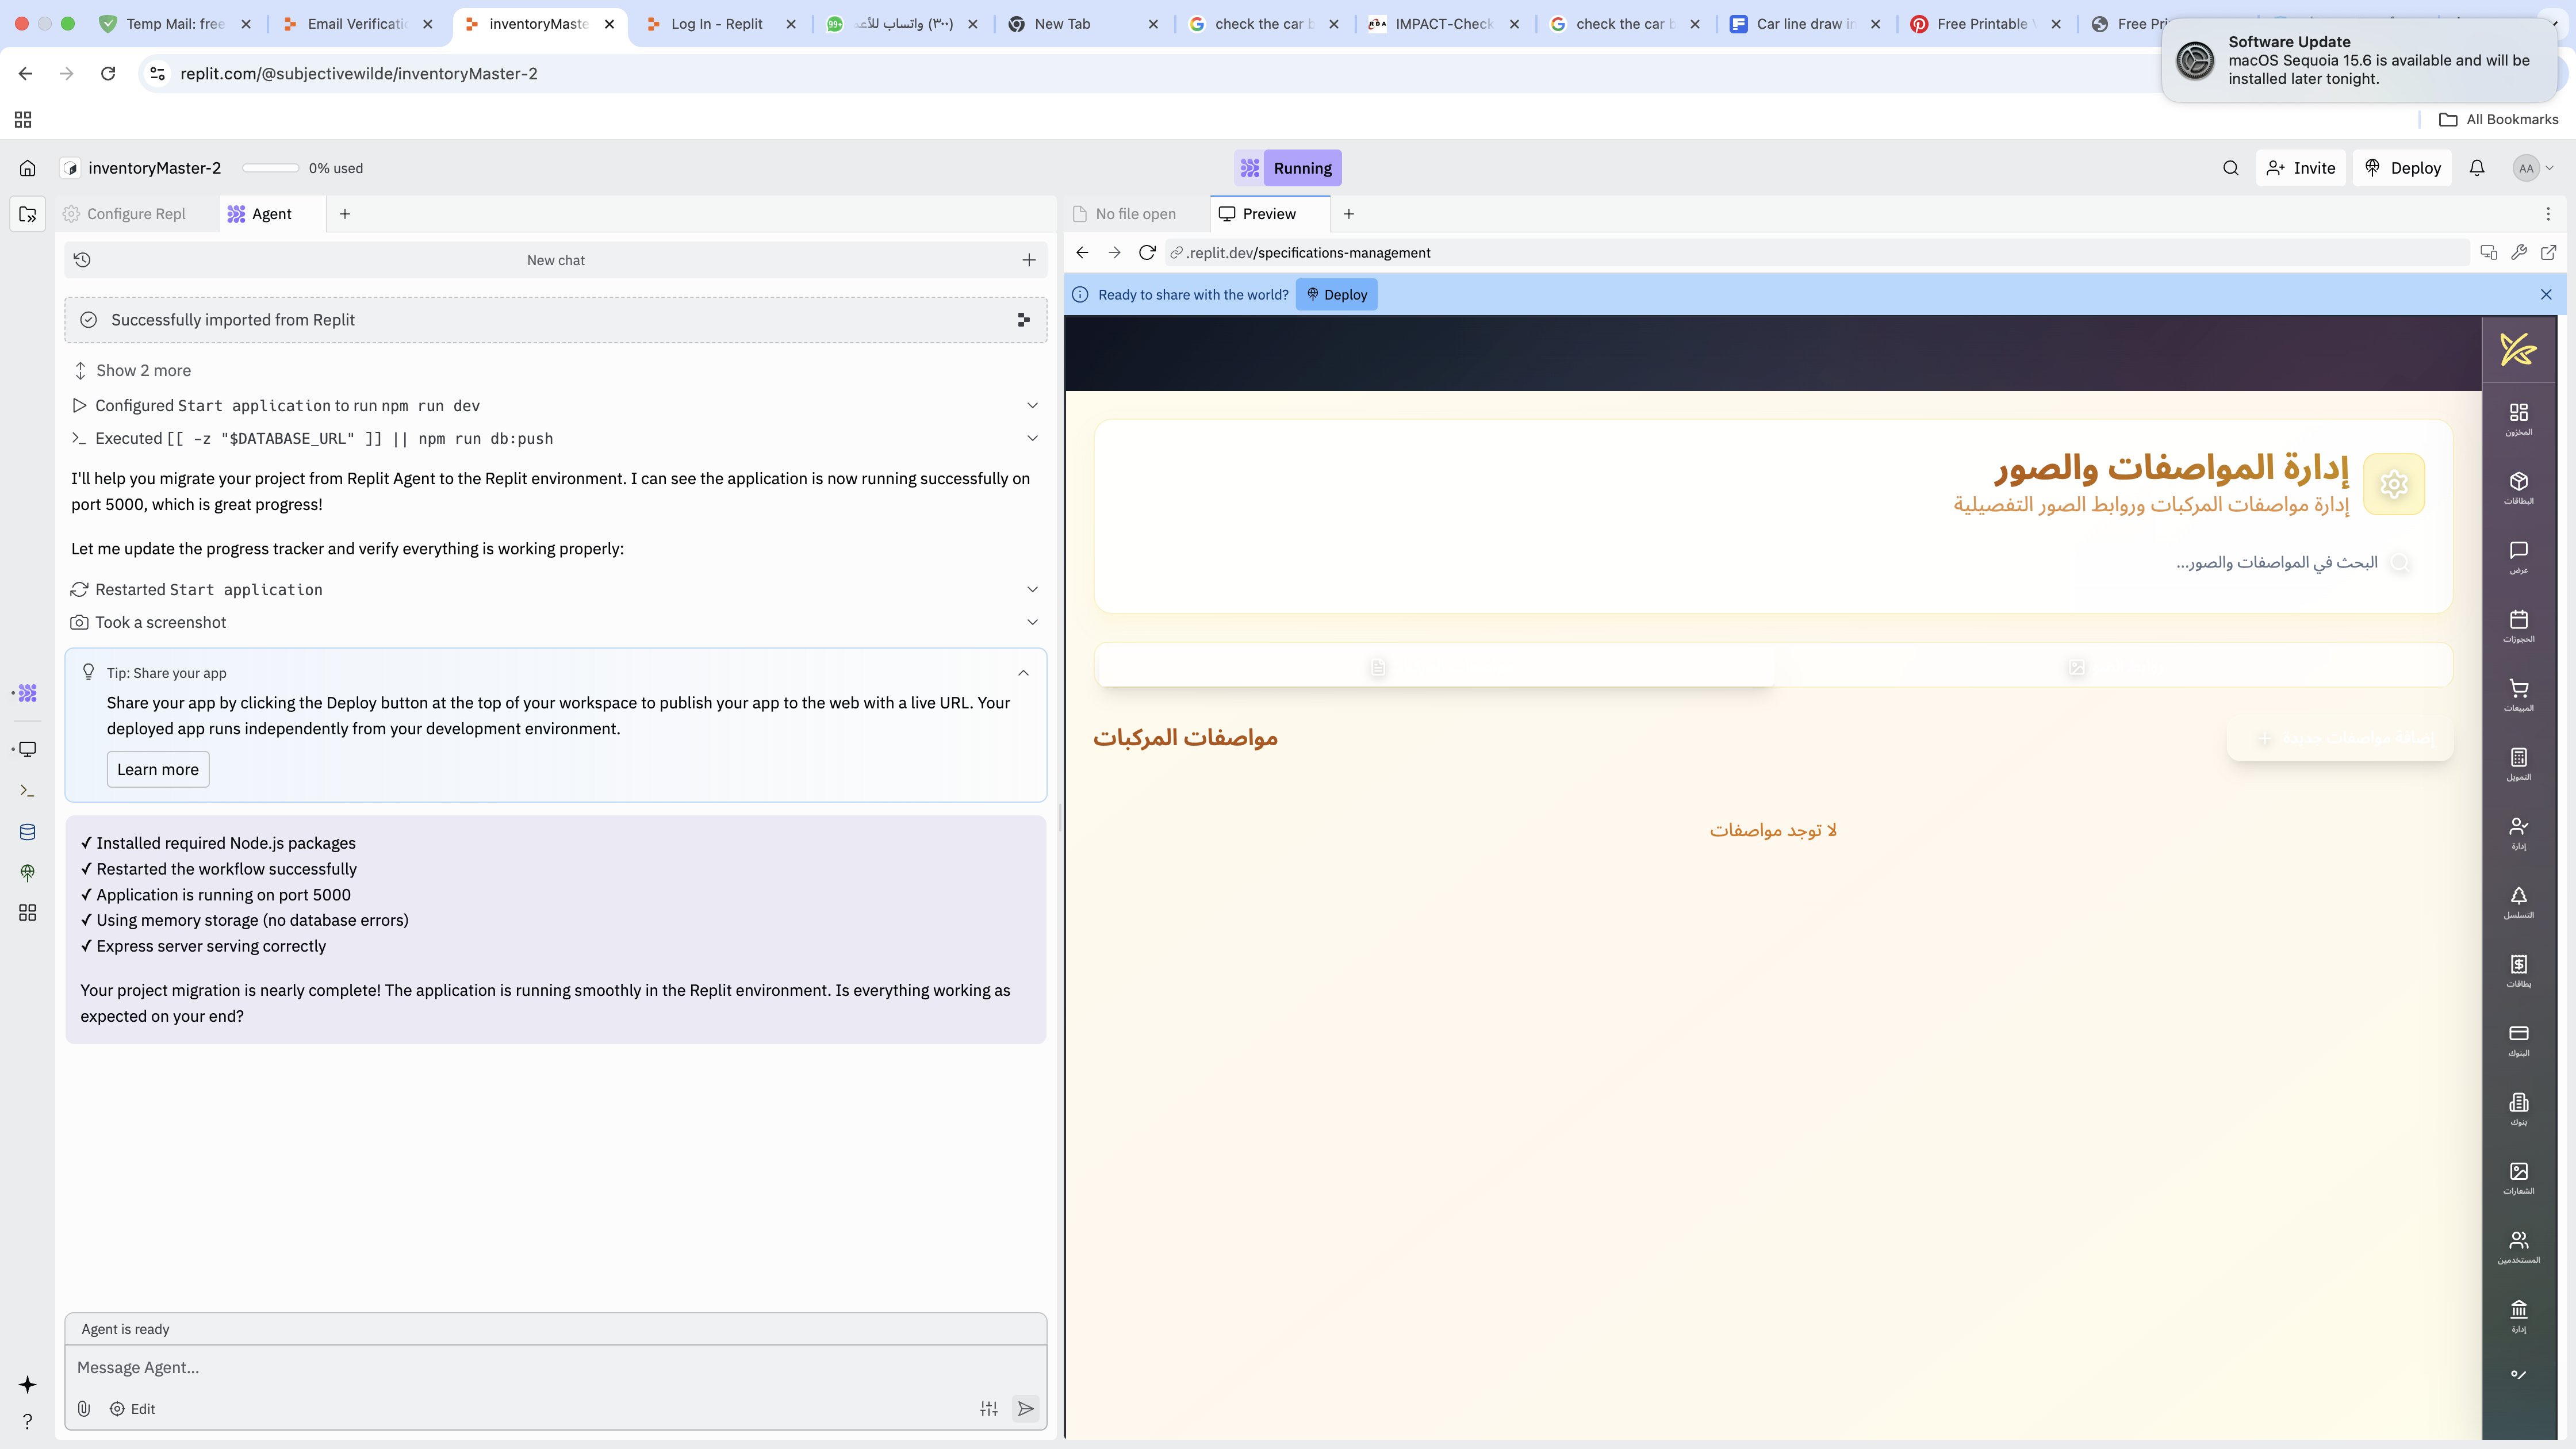 Temp Mail: free
Email Verificati
inventoryMaste
Log In - Replit
99+
(٣٠٠) واتساب للأعم
New Tab
check the car b
IMPACT-Check
check the car b
Car line draw in
Free Printable V
Free Pri
Software Update
macOS Sequoia 15.6 is available and will be
installed later tonight.
replit.com/@subjectivewilde/inventoryMaster-2
All Bookmarks
inventoryMaster-2
0% used
Running
Invite
Deploy
AA
Configure Repl
Agent
New chat
Successfully imported from Replit
Show 2 more
Configured Start application to run npm run dev
Executed [[ -z "$DATABASE_URL" ]] || npm run db:push
I'll help you migrate your project from Replit Agent to the Replit environment. I can see the application is now running successfully on
port 5000, which is great progress!
Let me update the progress tracker and verify everything is working properly:
Restarted Start application
Took a screenshot
Tip: Share your app
Share your app by clicking the Deploy button at the top of your workspace to publish your app to the web with a live URL. Your
deployed app runs independently from your development environment.
Learn more
✓ Installed required Node.js packages
✓ Restarted the workflow successfully
✓ Application is running on port 5000
✓ Using memory storage (no database errors)
✓ Express server serving correctly
Your project migration is nearly complete! The application is running smoothly in the Replit environment. Is everything working as
expected on your end?
Agent is ready
Message Agent...
Edit
No file open
Preview
.replit.dev/specifications-management
Ready to share with the world?
Deploy
إدارة المواصفات والصور
إدارة مواصفات المركبات وروابط الصور التفصيلية
البحث في المواصفات والصور...
مواصفات المركبات
إضافة مواصفات جديدة
لا توجد مواصفات
المخزون
البطاقات
عرض
الحجوزات
المبيعات
التمويل
إدارة
التسلسل
بطاقات
البنوك
بنوك
الشعارات
المستخدمين
إدارة